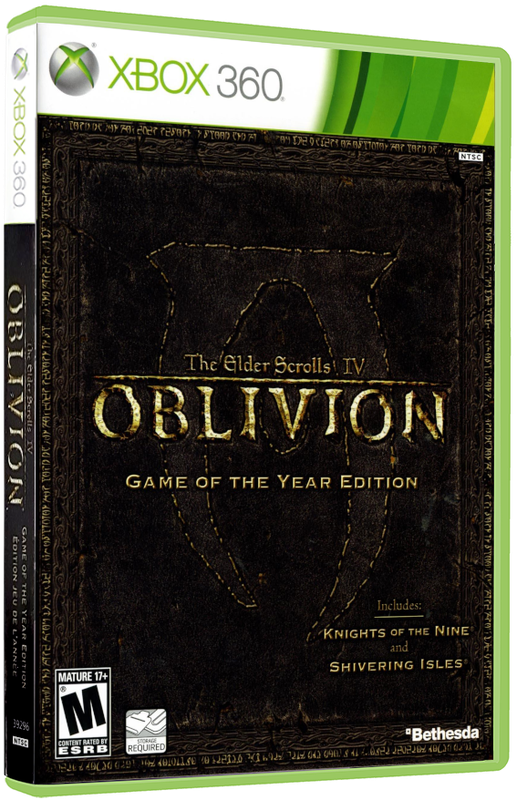 XBOX 360
NTSC
The Elder Scrolls IV
OBLIVION
GAME OF THE YEAR EDITION
Includes:
KNIGHTS OF THE NINE
and
SHIVERING ISLES
MATURE 17+
M
CONTENT RATED BY
ESRB
STORAGE
REQUIRED
Bethesda
XBOX 360
The Elder Scrolls IV
OBLIVION
GAME OF THE YEAR EDITION
ÉDITION JEU DE L'ANNÉE
39296
NTSC